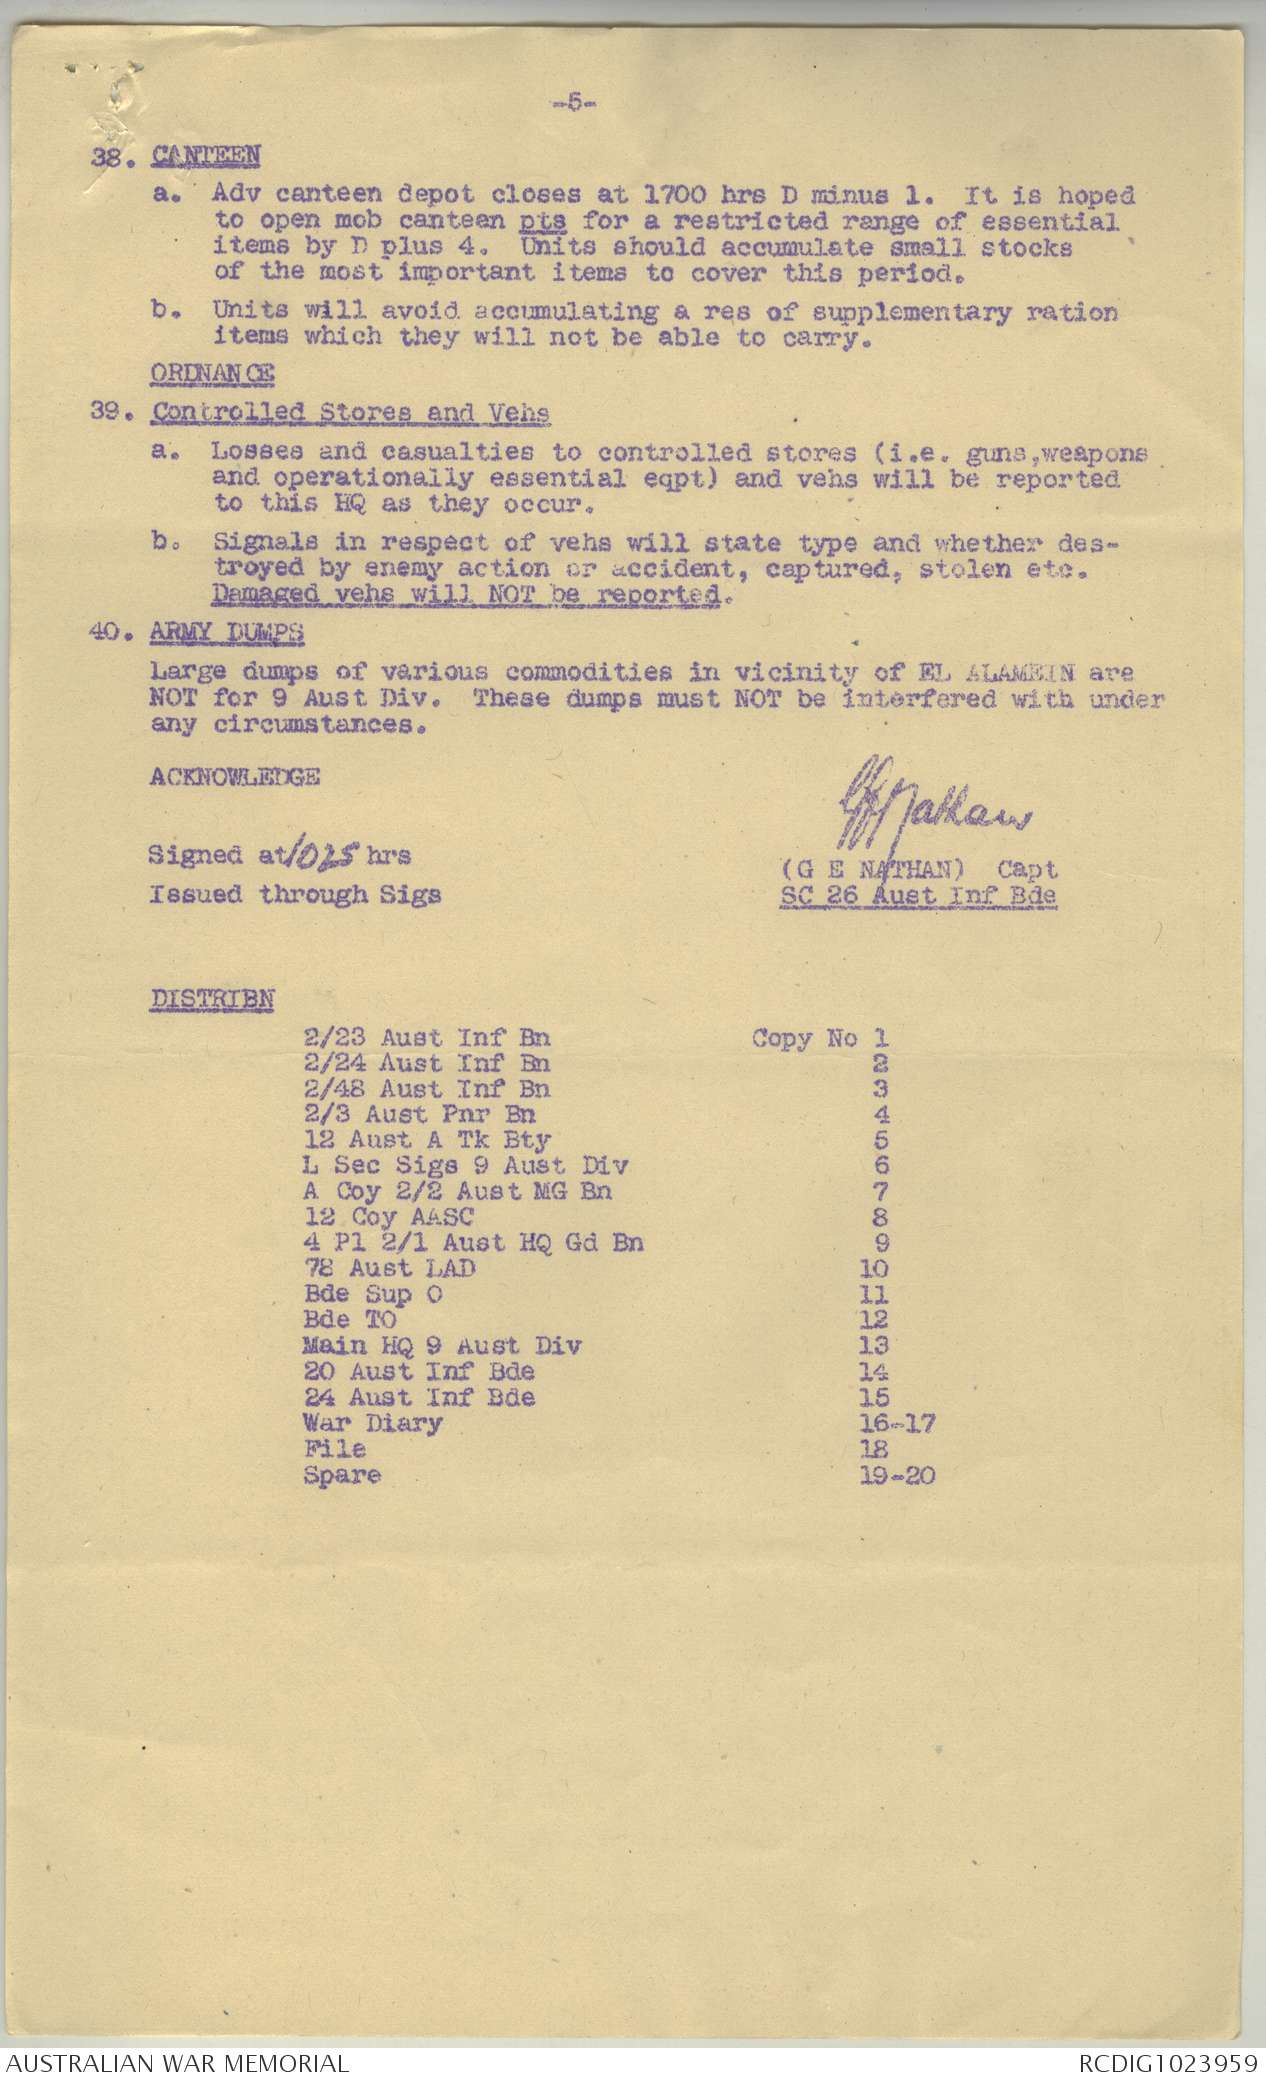 -5-
38. CANTEEN
a. Adv canteen depot closes at 1700 hrs D minus 1. It is hoped
to open mob canteen pts for a restricted range of essential
items by D plus 4. Units should accumulate small stocks
of the most important items to cover this period.
b. Units will avoid accumulating a res of supplementary ration
items which they will not be able to carry.
ORDNANCE
39. Controlled Stores and Vehs
a. Losses and casualties to controlled stores (i.e. guns,weapons
and operationally essential eqpt) and vehs will be reported
to this HQ as they occur.
b. Signals in respect of vehs will state type and whether des-
troyed by enemy action or accident, captured, stolen etc.
Damaged vehs will NOT be reported.
40. ARMY DUMPS
Large dumps of various commodities in vicinity of EL ALAMEIN are
NOT for 9 Aust Div. These dumps must NOT be interfered with under
any circumstances.
ACKNOWLEDGE
GENathan
Signed at 1025 hrs
(G E NATHAN) Capt
Issued through Sigs
SC 26 Aust Inf Bde
DISTRIBN
2/23 Aust Inf Bn Copy No 1
2/24 Aust Inf Bn 2
2/48 Aust Inf Bn 3
2/3 Aust Pnr Bn 4
12 Aust A Tk Bty 5
L Sec Sigs 9 Aust Div 6
A Coy 2/2 Aust MG Bn 7
12 Coy AASC 8
4 Pl 2/1 Aust HQ Gd Bn 9
78 Aust LAD 10
Bde Sup O 11
Bde TO 12
Main HQ 9 Aust Div 13
20 Aust Inf Bde 14
24 Aust Inf Bde 15
War Diary 16-17
File 18
Spare 19-20
AUSTRALIAN WAR MEMORIAL
RCDIG1023959